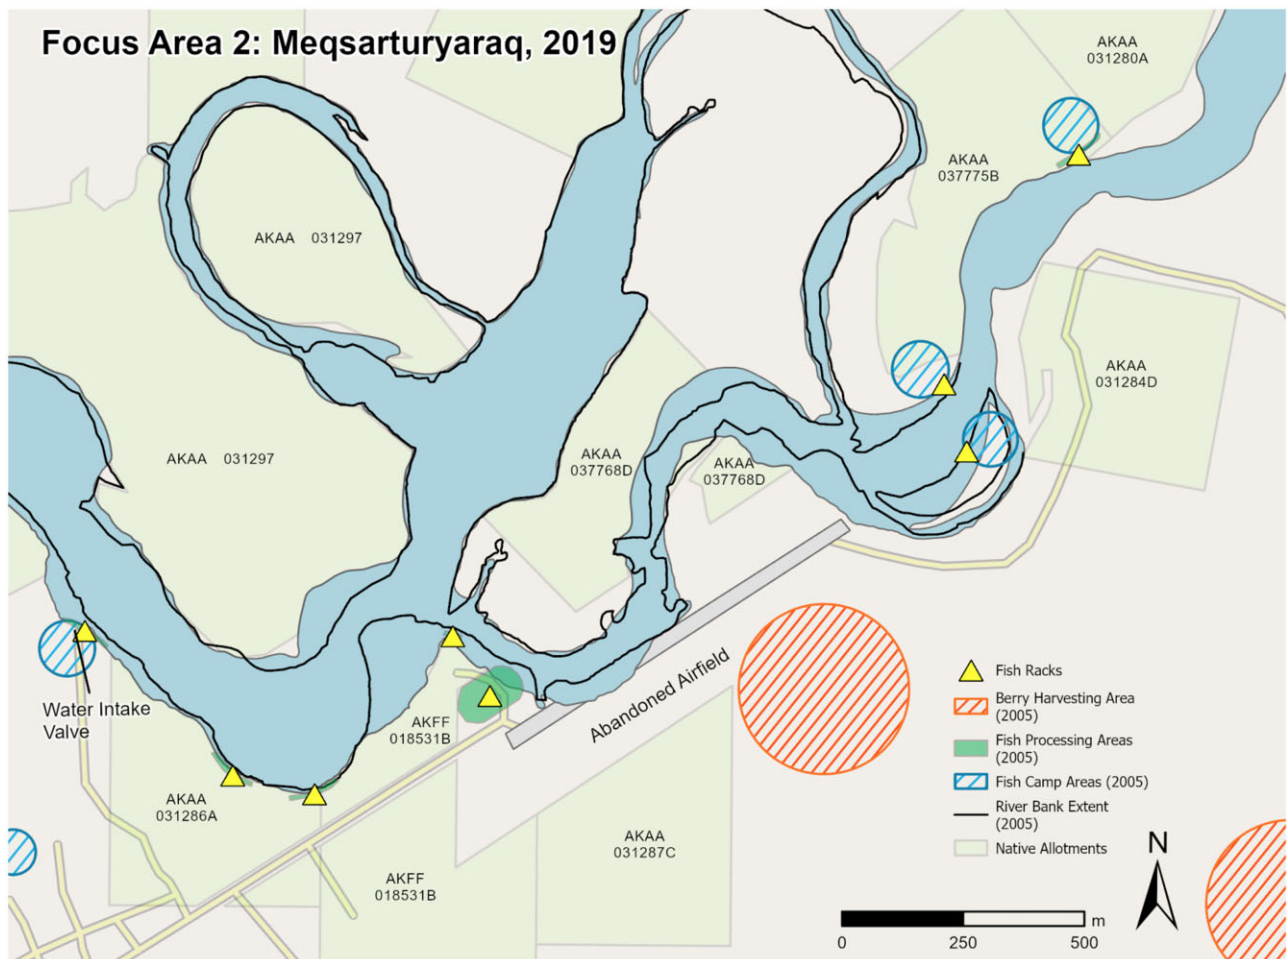 Focus Area 2: Meqsarturyaraq, 2019
AKAA
031280A
AKAA
037775B
AKAA 031297
AKAA
031284D
AKAA 031297
AKAA
037768D
AKAA
037768D
Water Intake
Valve
AKFF
018531B
Abandoned Airfield
AKAA
031286A
AKAA
031287C
AKFF
018531B
Fish Racks
Berry Harvesting Area
(2005)
Fish Processing Areas
(2005)
Fish Camp Areas (2005)
River Bank Extent
(2005)
Native Allotments
N
m
0 250 500